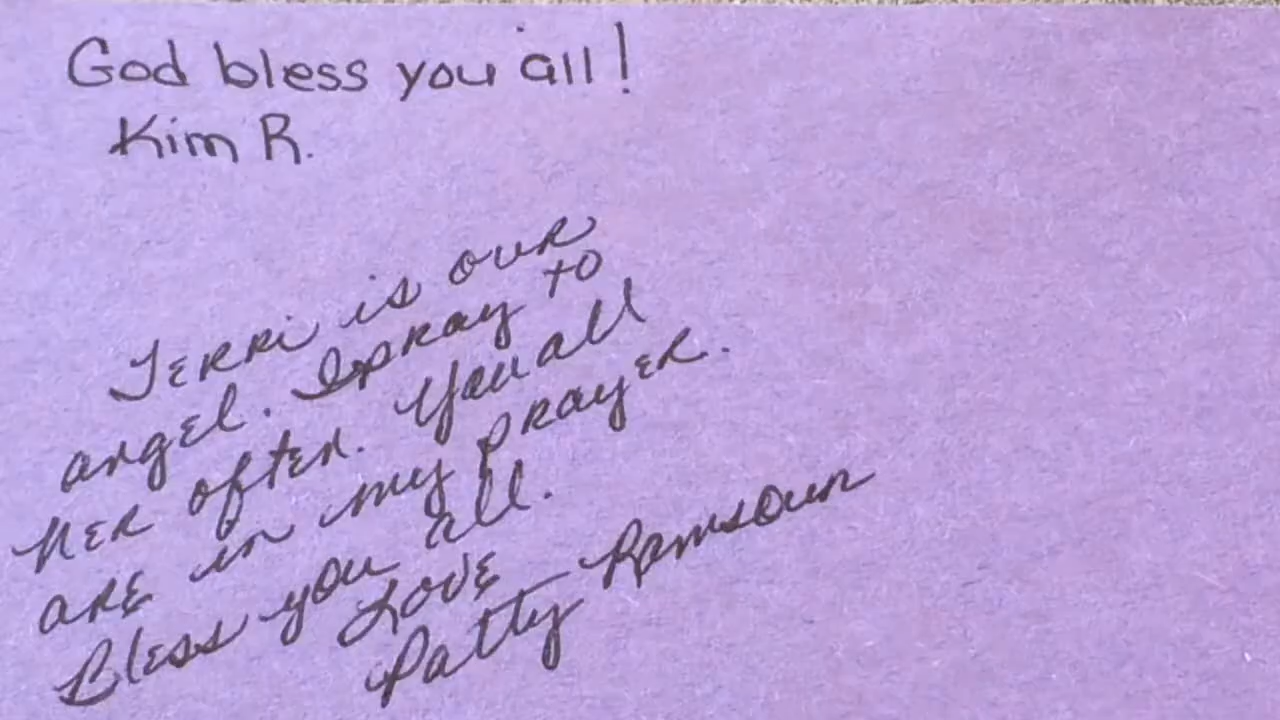 God bless you all!
Kim R.
Terri is our
angel. I pray to
her often. You all
are in my prayer.
Bless you all.
Love
Patty Ramsour